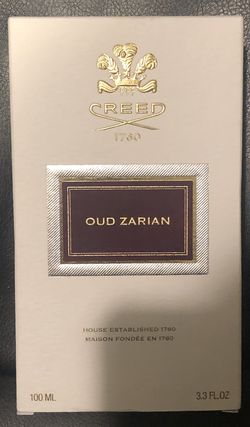 CREED
1760
OUD ZARIAN
HOUSE ESTABLISHED 1760
MAISON FONDÉE EN 1760
100 ML 3.3 FL.OZ